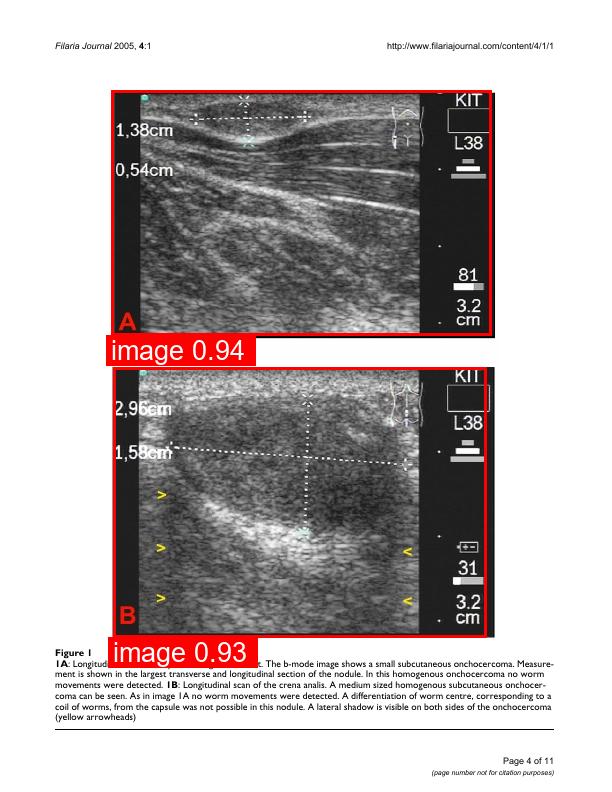 Filaria Journal 2005, 4:1
http://www.filariajournal.com/content/4/1/1
KIT
1,38cm
L38
0,54cm
81
3.2
cm
A
image 0.94
KIT
2,96cm
L38
1,58cm
>
> <
31
> <
3.2
cm
B
image 0.93
Figure 1
1A: Longitudi t. The b-mode image shows a small subcutaneous onchocercoma. Measure-
ment is shown in the largest transverse and longitudinal section of the nodule. In this homogenous onchocercoma no worm
movements were detected. 1B: Longitudinal scan of the crena analis. A medium sized homogenous subcutaneous onchocer-
coma can be seen. As in image 1A no worm movements were detected. A differentiation of worm centre, corresponding to a
coil of worms, from the capsule was not possible in this nodule. A lateral shadow is visible on both sides of the onchocercoma
(yellow arrowheads)
Page 4 of 11
(page number not for citation purposes)